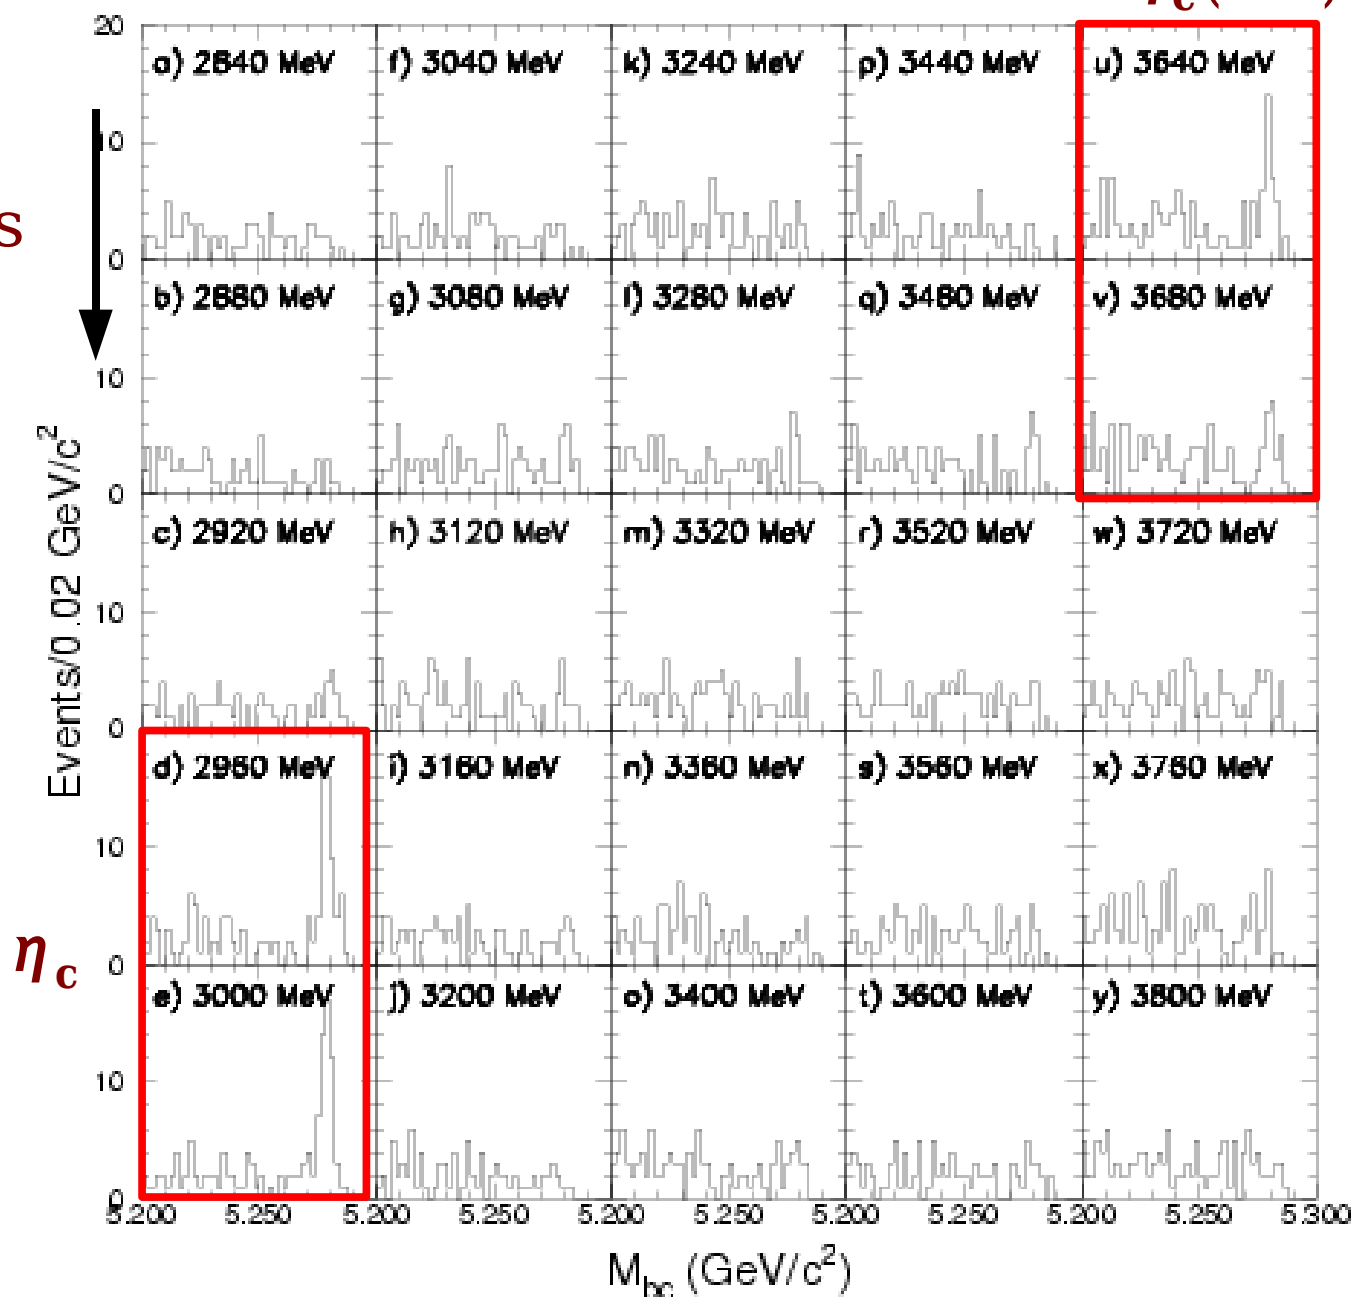 20
a) 2840 MeV f) 3040 MeV k) 3240 MeV p) 3440 MeV u) 3640 MeV
10
s
0
b) 2880 MeV g) 3080 MeV l) 3280 MeV q) 3480 MeV v) 3680 MeV
10
0
c) 2920 MeV h) 3120 MeV m) 3320 MeV r) 3520 MeV w) 3720 MeV
10
0
d) 2960 MeV i) 3160 MeV n) 3360 MeV s) 3560 MeV x) 3760 MeV
10
ηc
0
e) 3000 MeV j) 3200 MeV o) 3400 MeV t) 3600 MeV y) 3800 MeV
10
0
5.200 5.250 5.200 5.250 5.200 5.250 5.200 5.250 5.200 5.250 5.300
Events/0.02 GeV/c²
M_bc (GeV/c²)